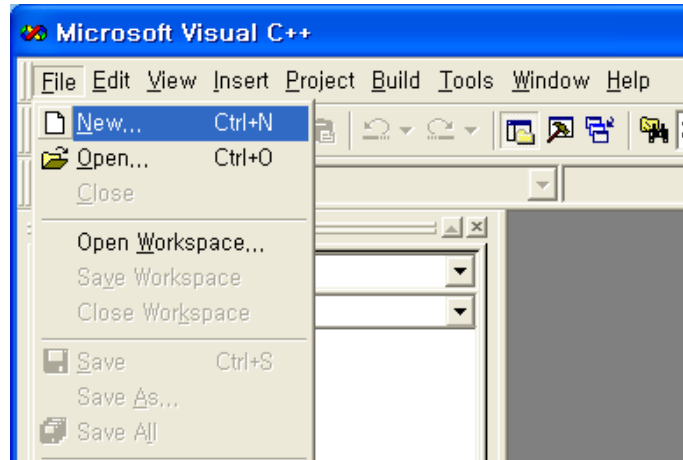 Microsoft Visual C++
File Edit View Insert Project Build Tools Window Help
New... Ctrl+N
Open... Ctrl+O
Close
Open Workspace...
Save Workspace
Close Workspace
Save Ctrl+S
Save As...
Save All